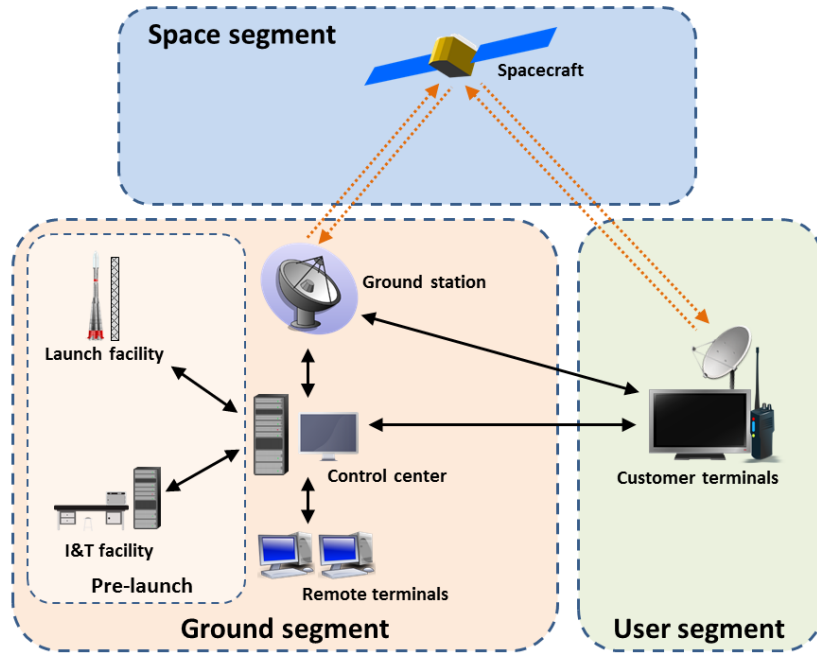 Space segment
Spacecraft
Ground station
Launch facility
Control center
Customer terminals
I&T facility
Pre-launch
Remote terminals
Ground segment
User segment